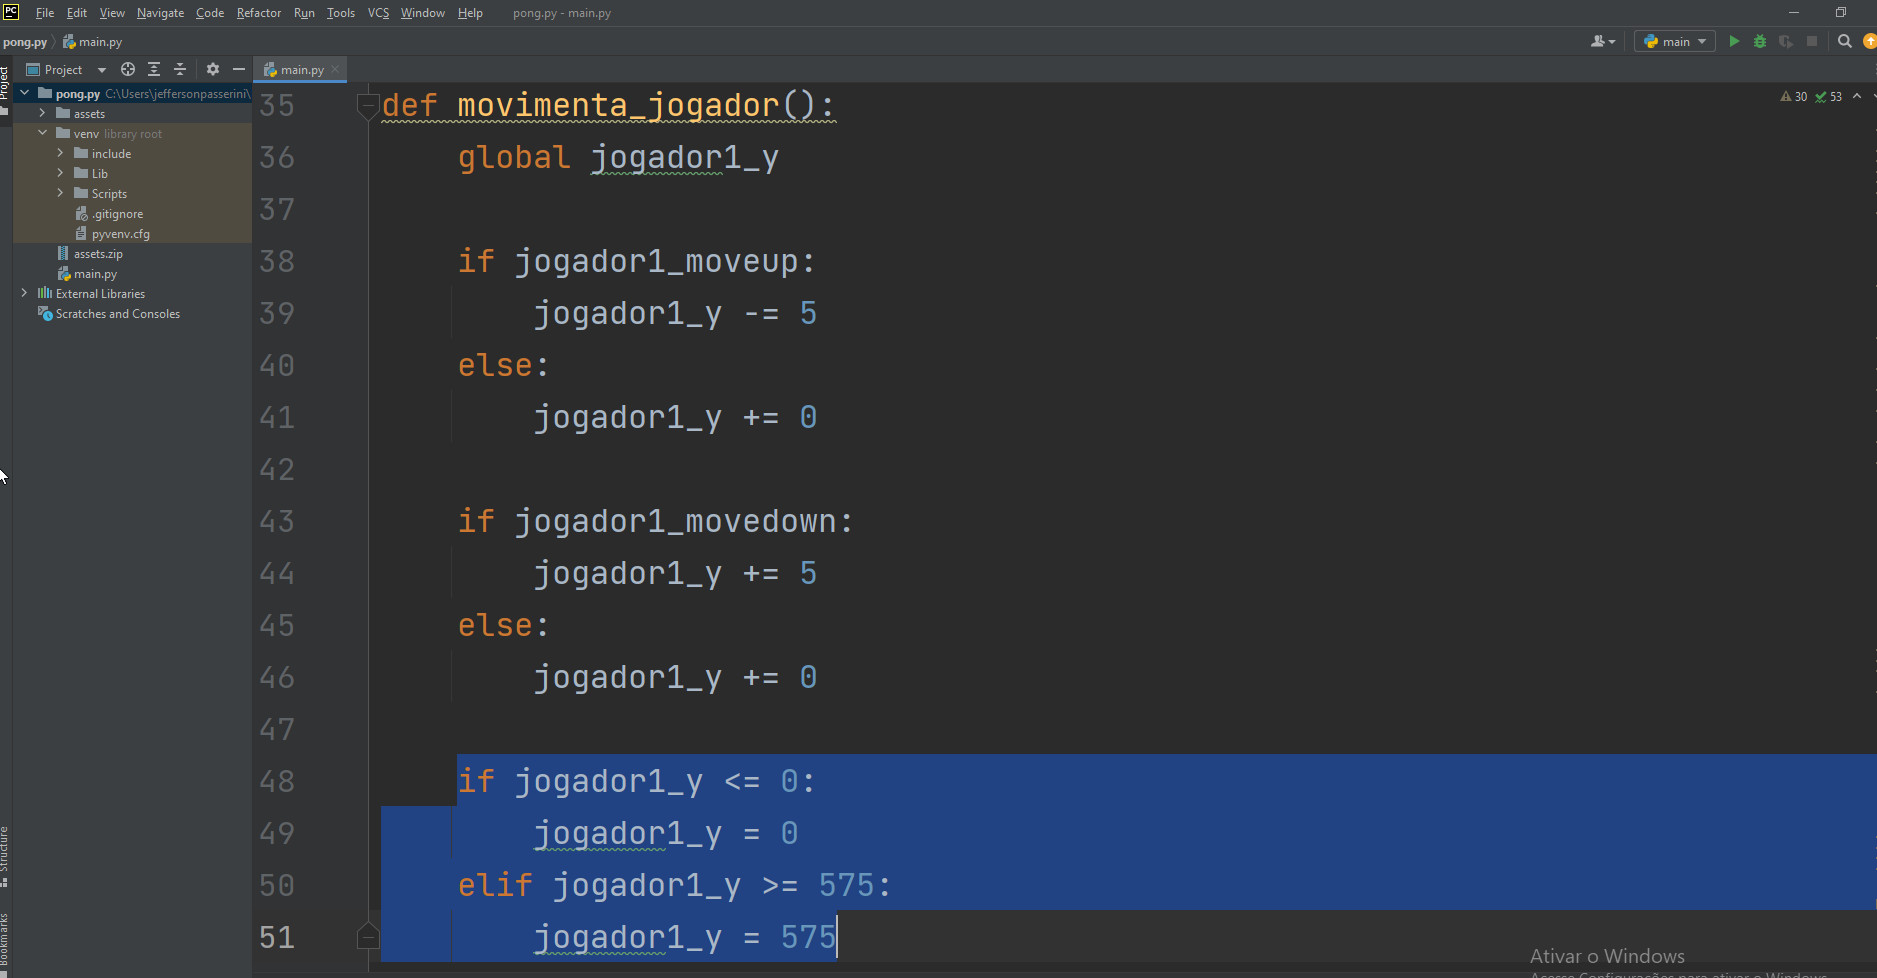 PC File Edit View Navigate Code Refactor Run Tools VCS Window Help pong.py - main.py
pong.py main.py
main
Project
Project
main.py
pong.py C:\Users\jeffersonpasserini\
assets
venv library root
include
Lib
Scripts
.gitignore
pyvenv.cfg
assets.zip
main.py
External Libraries
Scratches and Consoles
Structure
Bookmarks
30 53
35 def movimenta_jogador():
36 global jogador1_y
37
38 if jogador1_moveup:
39 jogador1_y -= 5
40 else:
41 jogador1_y += 0
42
43 if jogador1_movedown:
44 jogador1_y += 5
45 else:
46 jogador1_y += 0
47
48 if jogador1_y <= 0:
49 jogador1_y = 0
50 elif jogador1_y >= 575:
51 jogador1_y = 575
Ativar o Windows
Acesse Configurações para ativar o Windows.